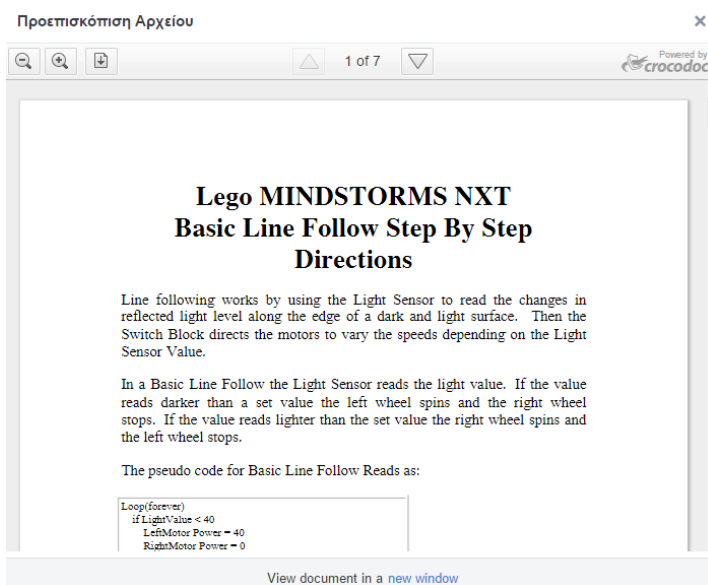 Προεπισκόπιση Αρχείου
1 of 7
Powered by
crocodoc
Lego MINDSTORMS NXT
Basic Line Follow Step By Step
Directions
Line following works by using the Light Sensor to read the changes in
reflected light level along the edge of a dark and light surface. Then the
Switch Block directs the motors to vary the speeds depending on the Light
Sensor Value.
In a Basic Line Follow the Light Sensor reads the light value. If the value
reads darker than a set value the left wheel spins and the right wheel
stops. If the value reads lighter than the set value the right wheel spins and
the left wheel stops.
The pseudo code for Basic Line Follow Reads as:
Loop(forever)
if LightValue < 40
LeftMotor Power = 40
RightMotor Power = 0
View document in a new window